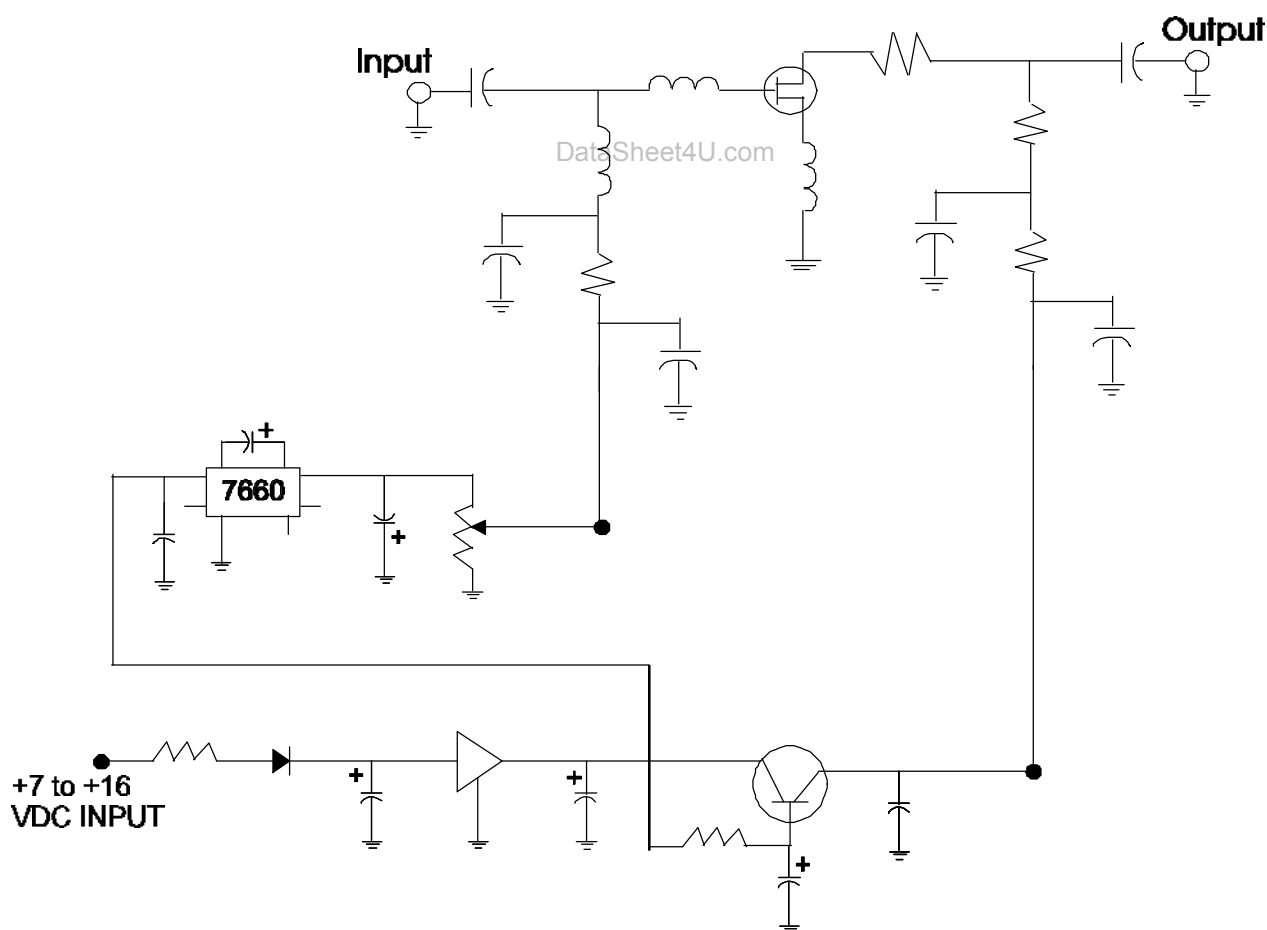 Output
Input
DataSheet4U.com
+
7660
+
+7 to +16
VDC INPUT
+
+
+